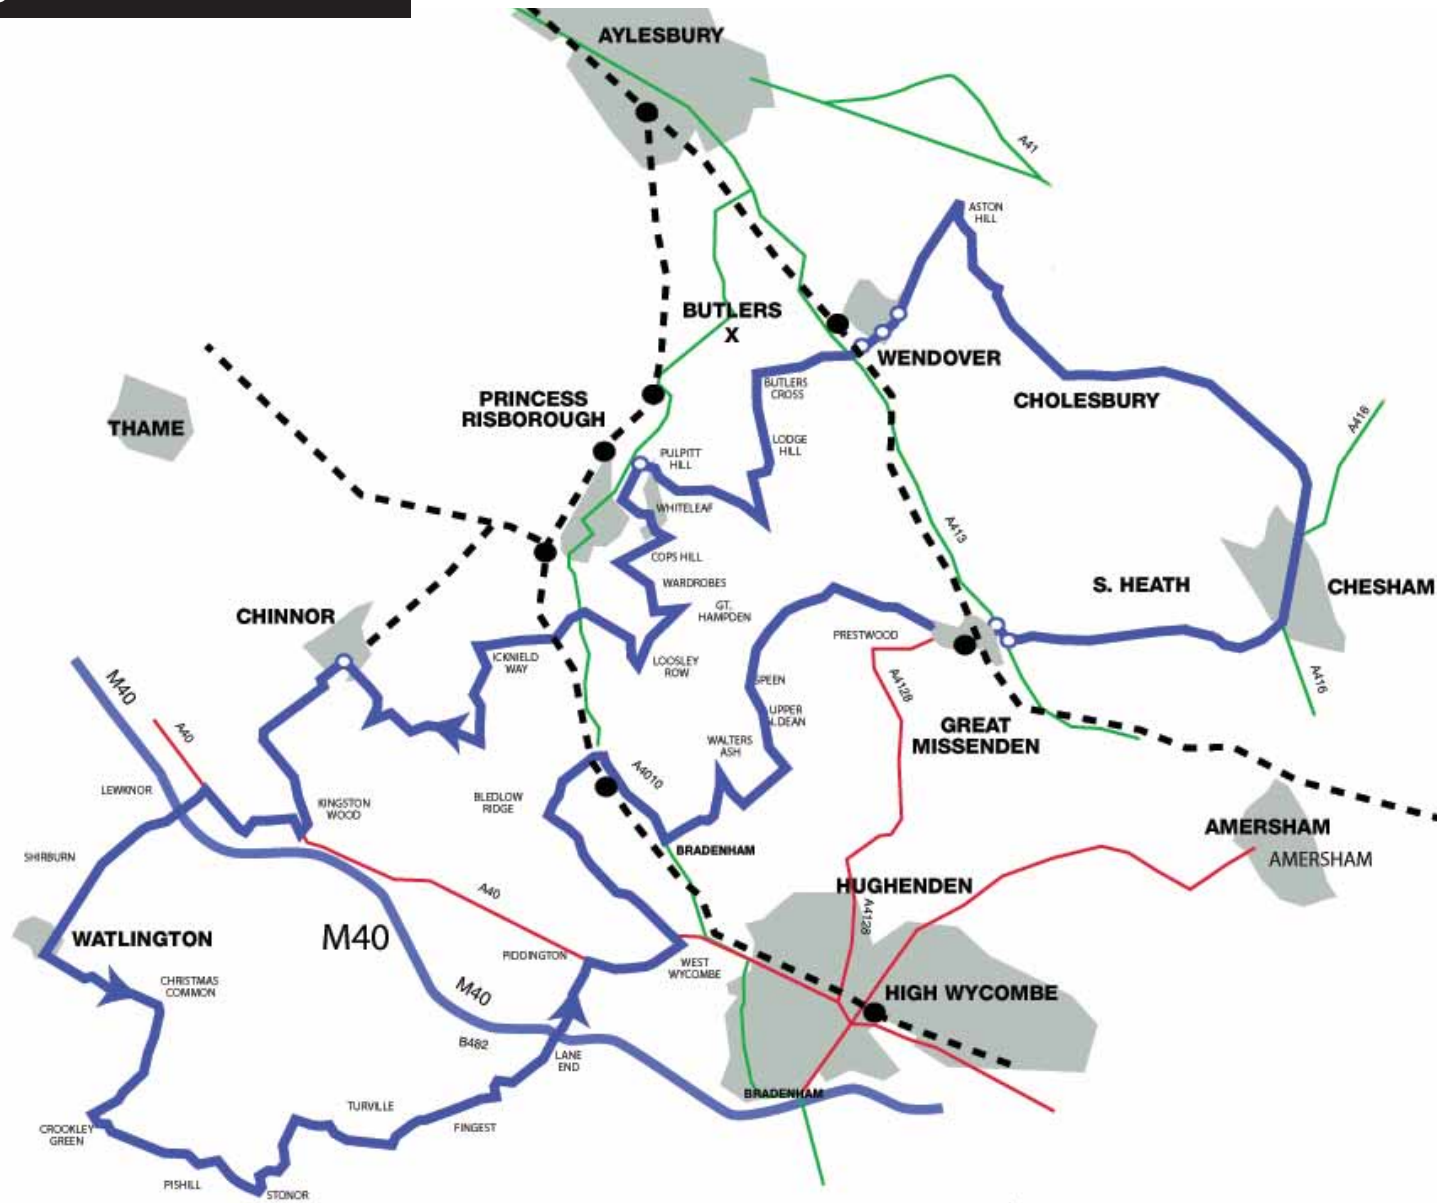 AYLESBURY
A41
ASTON
HILL
BUTLERS
X
WENDOVER
BUTLERS
CROSS
CHOLESBURY
PRINCESS
RISBOROUGH
THAME
A416
LODGE
HILL
PULPITT
HILL
WHITELEAF
A413
COPS HILL
WARDROBES
S. HEATH
CHESHAM
GT.
HAMPDEN
CHINNOR
PRESTWOOD
ICKNIELD
WAY
LOOSLEY
ROW
M40
A40
SPEEN
A4128
A416
UPPER
GREAT
MISSENDEN
WALTERS
ASH
A4010
LEWKNOR
BLEDLOW
RIDGE
KINGSTON
WOOD
AMERSHAM
AMERSHAM
SHIRBURN
BRADENHAM
HUGHENDEN
A40
A4128
WATLINGTON
M40
PIDDINGTON
WEST
WYCOMBE
CHRISTMAS
COMMON
M40
HIGH WYCOMBE
B482
LANE
END
BRADENHAM
TURVILLE
CROOKLEY
GREEN
FINGEST
PISHILL
STONOR